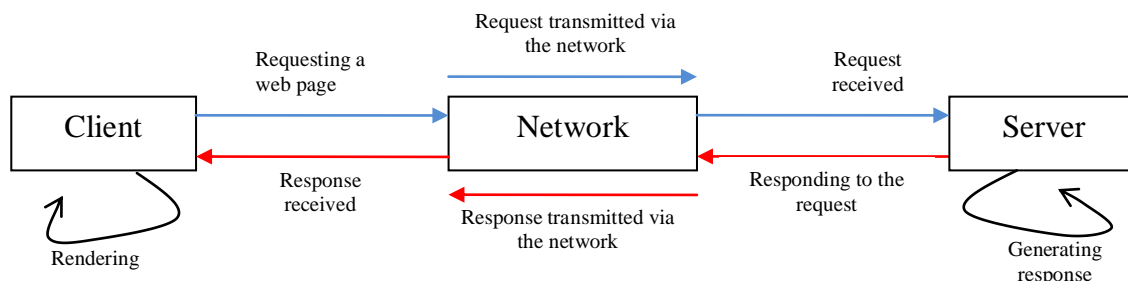 Request transmitted via
the network
Requesting a
web page
Request
received
Client
Network
Server
Response
received
Response transmitted via
the network
Responding to the
request
Rendering
Generating
response